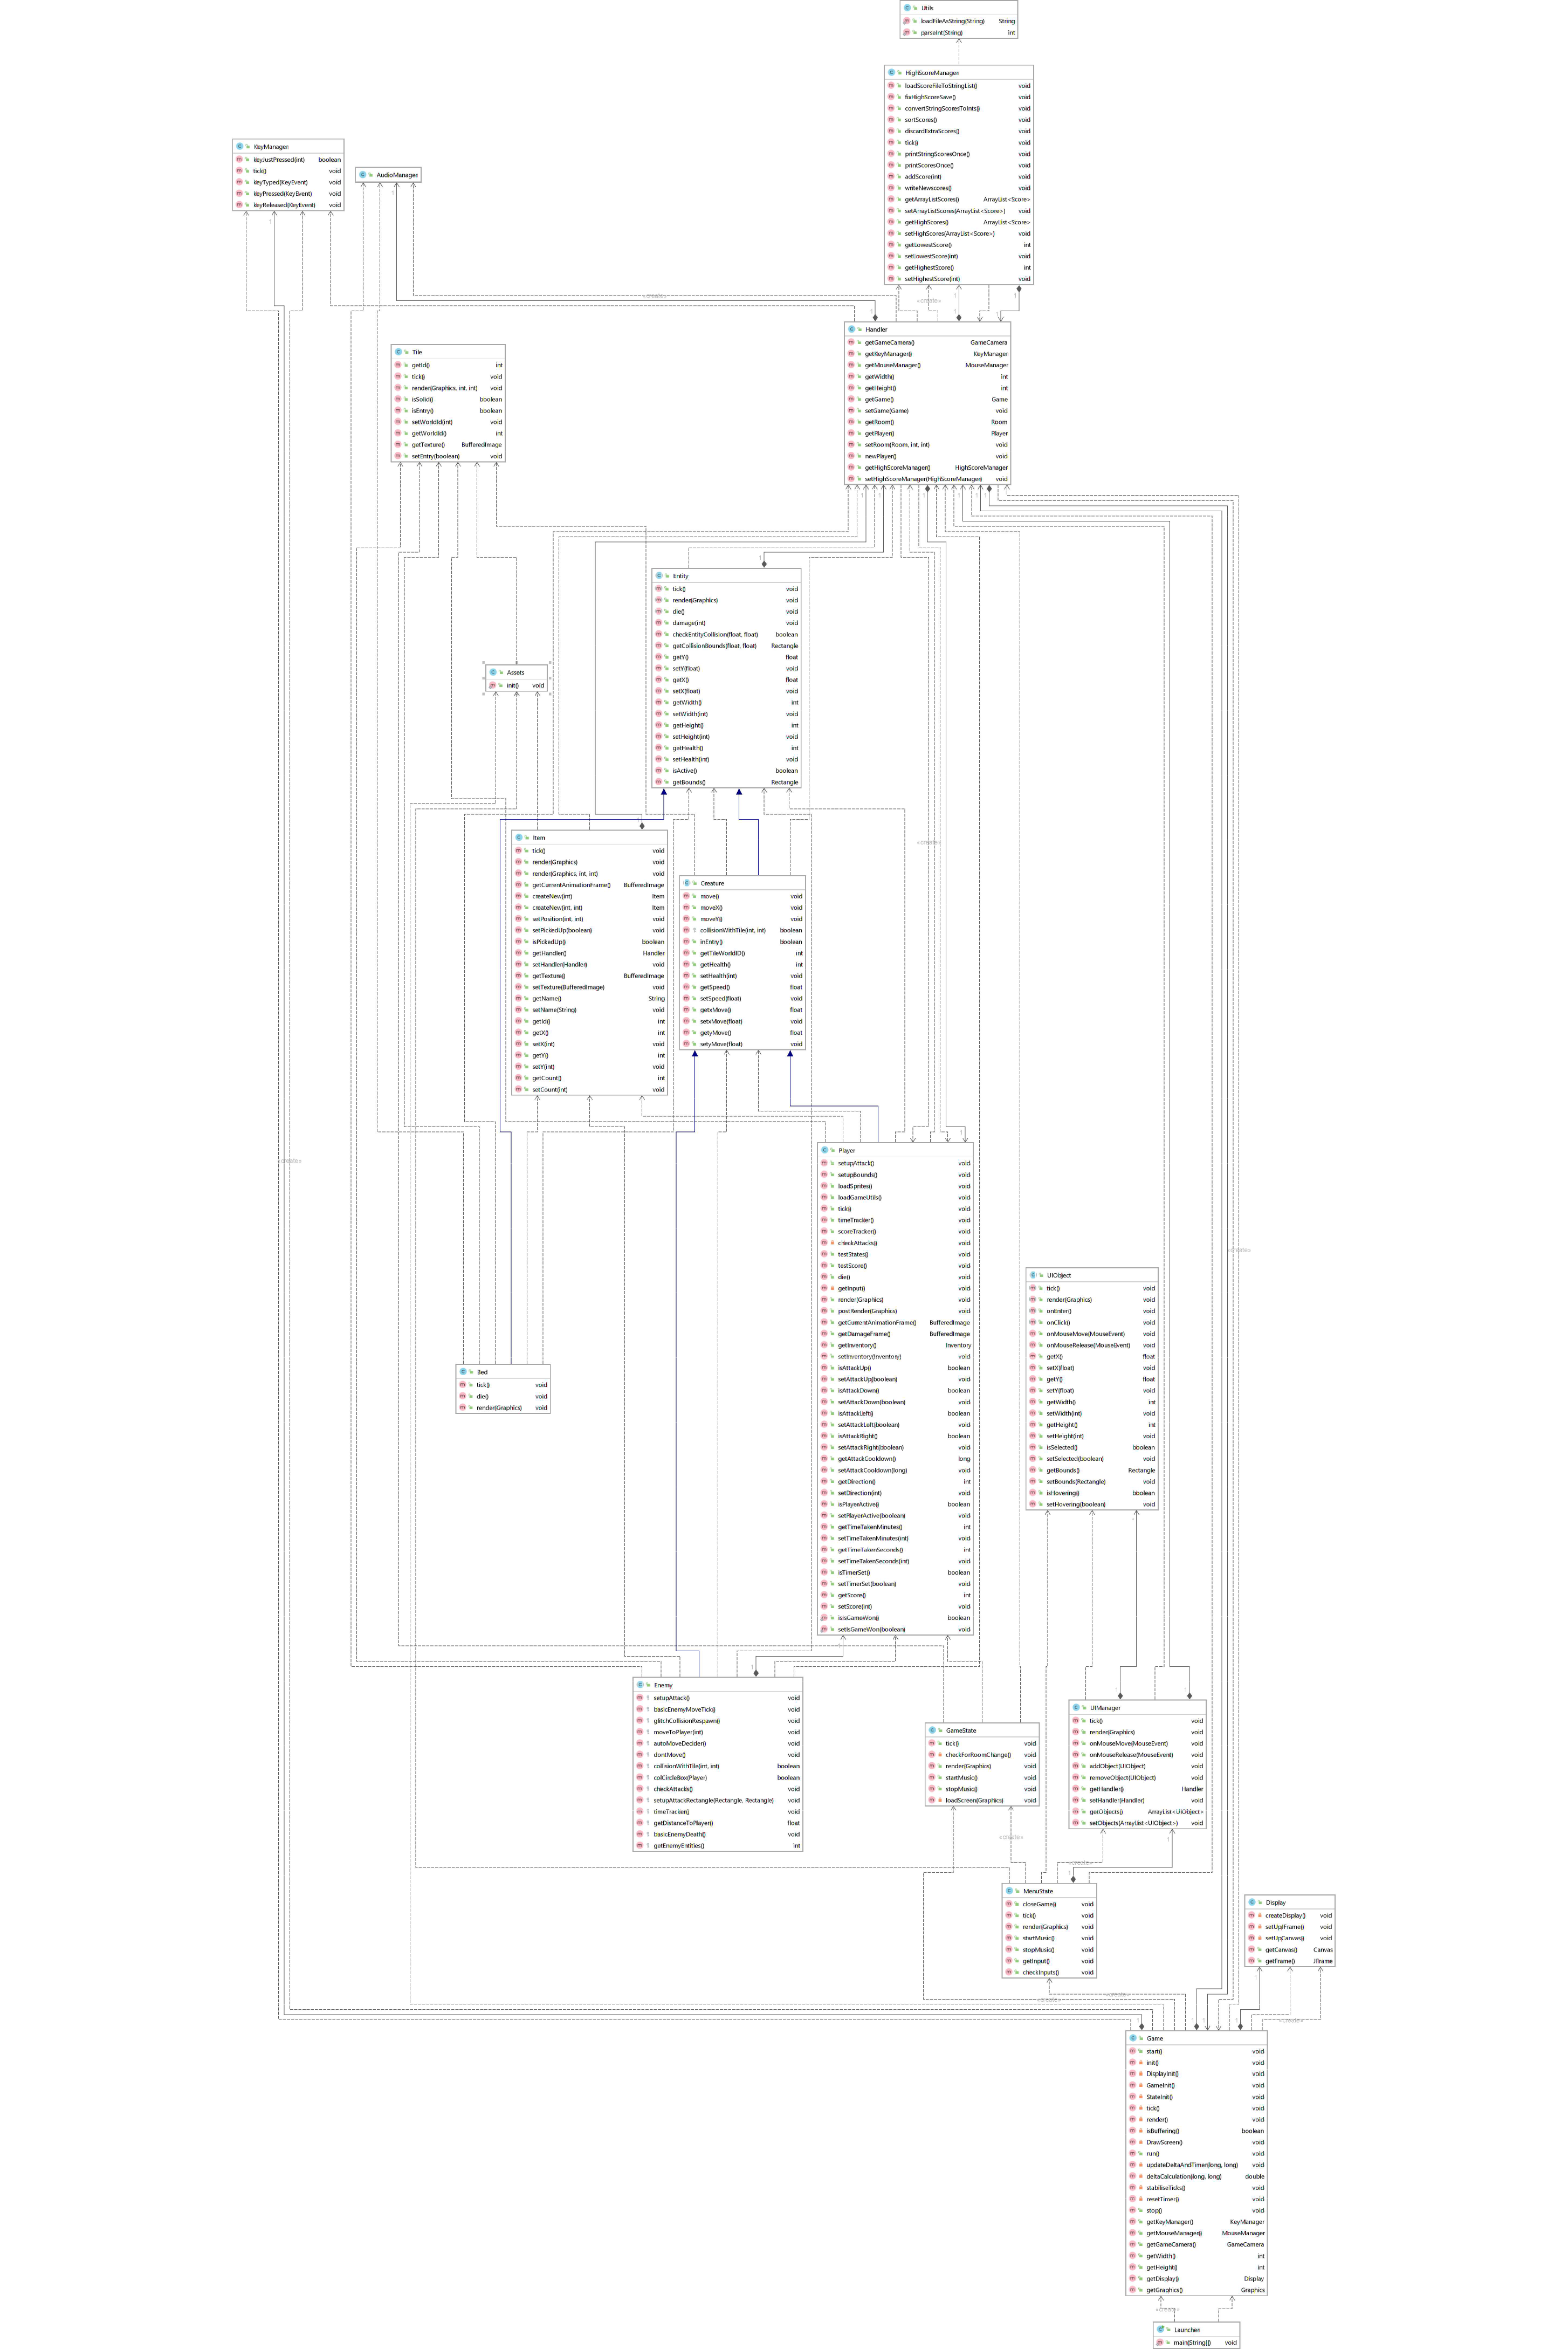 Utils
loadFileAsString(String) String
parseInt(String) int
HighScoreManager
loadScoreFileToStringList() void
fixHighScoreSave() void
convertStringScoresToInts() void
sortScores() void
discardExtraScores() void
tick() void
printStringScoresOnce() void
printScoresOnce() void
addScore(int) void
writeNewscores() void
getArrayListScores() ArrayList<Score>
setArrayListScores(ArrayList<Score>) void
getHighScores() ArrayList<Score>
setHighScores(ArrayList<Score>) void
getLowestScore() int
setLowestScore(int) void
getHighestScore() int
setHighestScore(int) void
KeyManager
keyJustPressed(int) boolean
tick() void
keyTyped(KeyEvent) void
keyPressed(KeyEvent) void
keyReleased(KeyEvent) void
AudioManager
«create»
«create»
Handler
getGameCamera() GameCamera
getKeyManager() KeyManager
getMouseManager() MouseManager
getWidth() int
getHeight() int
getGame() Game
setGame(Game) void
getRoom() Room
getPlayer() Player
setRoom(Room, int, int) void
newPlayer() void
getHighScoreManager() HighScoreManager
setHighScoreManager(HighScoreManager) void
Tile
getId() int
tick() void
render(Graphics, int, int) void
isSolid() boolean
isEntry() boolean
setWorldId(int) void
getWorldId() int
getTexture() BufferedImage
setEntry(boolean) void
Entity
tick() void
render(Graphics) void
die() void
damage(int) void
checkEntityCollision(float, float) boolean
getCollisionBounds(float, float) Rectangle
getY() float
setY(float) void
getX() float
setX(float) void
getWidth() int
setWidth(int) void
getHeight() int
setHeight(int) void
getHealth() int
setHealth(int) void
isActive() boolean
getBounds() Rectangle
Assets
init() void
«create»
Item
tick() void
render(Graphics) void
render(Graphics, int, int) void
getCurrentAnimationFrame() BufferedImage
createNew(int) Item
createNew(int, int) Item
setPosition(int, int) void
setPickedUp(boolean) void
isPickedUp() boolean
getHandler() Handler
setHandler(Handler) void
getTexture() BufferedImage
setTexture(BufferedImage) void
getName() String
setName(String) void
getId() int
getX() int
setX(int) void
getY() int
setY(int) void
getCount() int
setCount(int) void
Creature
move() void
moveX() void
moveY() void
collisionWithTile(int, int) boolean
inEntry() boolean
getTileWorldID() int
getHealth() int
setHealth(int) void
getSpeed() float
setSpeed(float) void
getxMove() float
setxMove(float) void
getyMove() float
setyMove(float) void
«create»
Player
setupAttack() void
setupBounds() void
loadSprites() void
loadGameUtils() void
tick() void
timeTracker() void
scoreTracker() void
checkAttacks() void
testStates() void
testScore() void
die() void
getInput() void
render(Graphics) void
postRender(Graphics) void
getCurrentAnimationFrame() BufferedImage
getDamageFrame() BufferedImage
getInventory() Inventory
setInventory(Inventory) void
isAttackUp() boolean
setAttackUp(boolean) void
isAttackDown() boolean
setAttackDown(boolean) void
isAttackLeft() boolean
setAttackLeft(boolean) void
isAttackRight() boolean
setAttackRight(boolean) void
getAttackCooldown() long
setAttackCooldown(long) void
getDirection() int
setDirection(int) void
isPlayerActive() boolean
setPlayerActive(boolean) void
getTimeTakenMinutes() int
setTimeTakenMinutes(int) void
getTimeTakenSeconds() int
setTimeTakenSeconds(int) void
isTimerSet() boolean
setTimerSet(boolean) void
getScore() int
setScore(int) void
isIsGameWon() boolean
setIsGameWon(boolean) void
«create»
UIObject
tick() void
render(Graphics) void
onEnter() void
onClick() void
onMouseMove(MouseEvent) void
onMouseRelease(MouseEvent) void
getX() float
setX(float) void
getY() float
setY(float) void
getWidth() int
setWidth(int) void
getHeight() int
setHeight(int) void
isSelected() boolean
setSelected(boolean) void
getBounds() Rectangle
setBounds(Rectangle) void
isHovering() boolean
setHovering(boolean) void
Bed
tick() void
die() void
render(Graphics) void
Enemy
setupAttack() void
basicEnemyMoveTick() void
glitchCollisionRespawn() void
moveToPlayer(int) void
autoMoveDecider() void
dontMove() void
collisionWithTile(int, int) boolean
colCircleBox(Player) boolean
checkAttacks() void
setupAttackRectangle(Rectangle, Rectangle) void
timeTracker() void
getDistanceToPlayer() float
basicEnemyDeath() void
getEnemyEntities() int
GameState
tick() void
checkForRoomChange() void
render(Graphics) void
startMusic() void
stopMusic() void
loadScreen(Graphics) void
UIManager
tick() void
render(Graphics) void
onMouseMove(MouseEvent) void
onMouseRelease(MouseEvent) void
addObject(UIObject) void
removeObject(UIObject) void
getHandler() Handler
setHandler(Handler) void
getObjects() ArrayList<UIObject>
setObjects(ArrayList<UIObject>) void
«create»
«create»
MenuState
closeGame() void
tick() void
render(Graphics) void
startMusic() void
stopMusic() void
getInput() void
checkInputs() void
Display
createDisplay() void
setUpJFrame() void
setUpCanvas() void
getCanvas() Canvas
getFrame() JFrame
«create»
«create»
«create»
Game
start() void
init() void
DisplayInit() void
GameInit() void
StateInit() void
tick() void
render() void
isBuffering() boolean
DrawScreen() void
run() void
updateDeltaAndTimer(long, long) void
deltaCalculation(long, long) double
stabiliseTicks() void
resetTimer() void
stop() void
getKeyManager() KeyManager
getMouseManager() MouseManager
getGameCamera() GameCamera
getWidth() int
getHeight() int
getDisplay() Display
getGraphics() Graphics
«create»
Launcher
main(String[]) void